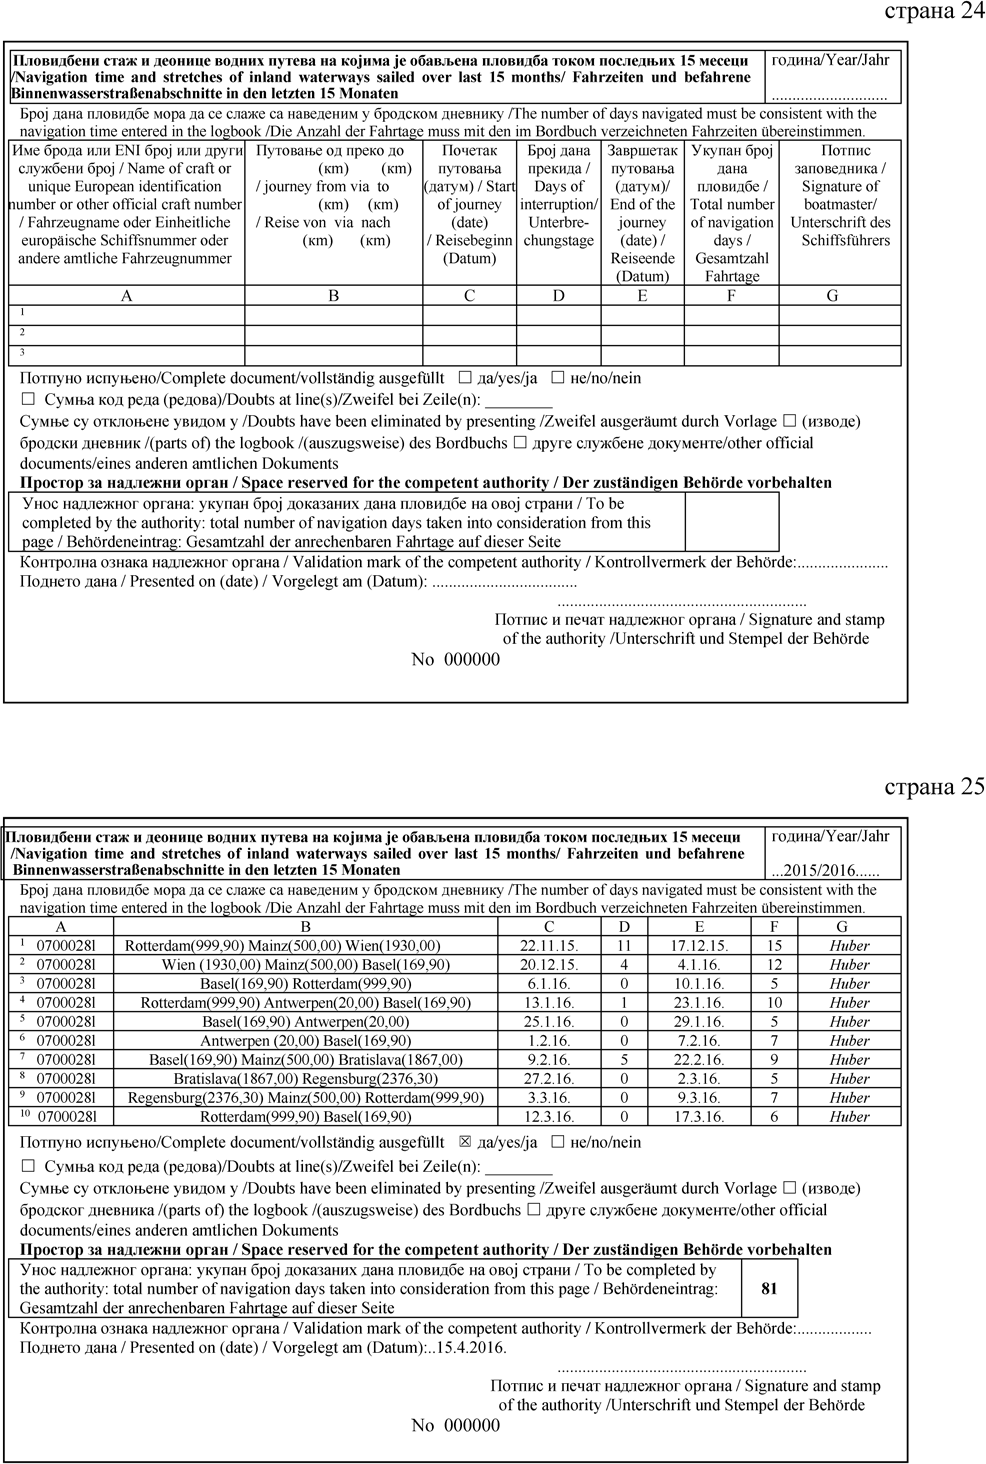 страна 24
Пловидбени стаж и деонице водних путева на којима је обављена пловидба током последњих 15 месеци
/Navigation time and stretches of inland waterways sailed over last 15 months/ Fahrzeiten und befahrene
Binnenwasserstraßenabschnitte in den letzten 15 Monaten
година/Year/Jahr
............................
Број дана пловидбе мора да се слаже са наведеним у бродском дневнику /The number of days navigated must be consistent with the
navigation time entered in the logbook /Die Anzahl der Fahrtage muss mit den im Bordbuch verzeichneten Fahrzeiten übereinstimmen.
Име брода или ENI број или други
службени број / Name of craft or
unique European identification
number or other official craft number
/ Fahrzeugname oder Einheitliche
europäische Schiffsnummer oder
andere amtliche Fahrzeugnummer
Путовање од преко до
(км) (км)
/ journey from via to
(км) (км)
/ Reise von via nach
(км) (км)
Почетак
путовања
(датум) / Start
of journey
(date)
/ Reisebeginn
(Datum)
Број дана
прекида /
Days of
interruption/
Unterbre-
chungstage
Завршетак
путовања
(датум)/
End of the
journey
(date) /
Reiseende
(Datum)
Укупан број
дана
пловидбе /
Total number
of navigation
days /
Gesamtzahl
Fahrtage
Потпис
заповедника /
Signature of
boatmaster/
Unterschrift des
Schiffsführers
A B C D E F G
1
2
3
Потпуно испуњено/Complete document/vollständig ausgefüllt ☐ да/yes/ja ☐ не/no/nein
☐ Сумња код реда (редова)/Doubts at line(s)/Zweifel bei Zeile(n): ________
Сумње су отклоњене увидом у /Doubts have been eliminated by presenting /Zweifel ausgeräumt durch Vorlage ☐ (изводе)
бродски дневник /(parts of) the logbook /(auszugsweise) des Bordbuchs ☐ друге службене документе/other official
documents/eines anderen amtlichen Dokuments
Простор за надлежни орган / Space reserved for the competent authority / Der zuständigen Behörde vorbehalten
Унос надлежног органа: укупан број доказаних дана пловидбе на овој страни / To be
completed by the authority: total number of navigation days taken into consideration from this
page / Behördeneintrag: Gesamtzahl der anrechenbaren Fahrtage auf dieser Seite
Контролна ознака надлежног органа / Validation mark of the competent authority / Kontrollvermerk der Behörde:......................
Поднето дана / Presented on (date) / Vorgelegt am (Datum): ...................................
............................................................
Потпис и печат надлежног органа / Signature and stamp
of the authority /Unterschrift und Stempel der Behörde
No 000000
страна 25
Пловидбени стаж и деонице водних путева на којима је обављена пловидба током последњих 15 месеци
/Navigation time and stretches of inland waterways sailed over last 15 months/ Fahrzeiten und befahrene
Binnenwasserstraßenabschnitte in den letzten 15 Monaten
година/Year/Jahr
...2015/2016......
Број дана пловидбе мора да се слаже са наведеним у бродском дневнику /The number of days navigated must be consistent with the
navigation time entered in the logbook /Die Anzahl der Fahrtage muss mit den im Bordbuch verzeichneten Fahrzeiten übereinstimmen.
A B C D E F G
1 0700028l Rotterdam(999,90) Mainz(500,00) Wien(1930,00) 22.11.15. 11 17.12.15. 15 Huber
2 0700028l Wien (1930,00) Mainz(500,00) Basel(169,90) 20.12.15. 4 4.1.16. 12 Huber
3 0700028l Basel(169,90) Rotterdam(999,90) 6.1.16. 0 10.1.16. 5 Huber
4 0700028l Rotterdam(999,90) Antwerpen(20,00) Basel(169,90) 13.1.16. 1 23.1.16. 10 Huber
5 0700028l Basel(169,90) Antwerpen(20,00) 25.1.16. 0 29.1.16. 5 Huber
6 0700028l Antwerpen (20,00) Basel(169,90) 1.2.16. 0 7.2.16. 7 Huber
7 0700028l Basel(169,90) Mainz(500,00) Bratislava(1867,00) 9.2.16. 5 22.2.16. 9 Huber
8 0700028l Bratislava(1867,00) Regensburg(2376,30) 27.2.16. 0 2.3.16. 5 Huber
9 0700028l Regensburg(2376,30) Mainz(500,00) Rotterdam(999,90) 3.3.16. 0 9.3.16. 7 Huber
10 0700028l Rotterdam(999,90) Basel(169,90) 12.3.16. 0 17.3.16. 6 Huber
Потпуно испуњено/Complete document/vollständig ausgefüllt ☒ да/yes/ja ☐ не/no/nein
☐ Сумња код реда (редова)/Doubts at line(s)/Zweifel bei Zeile(n): ________
Сумње су отклоњене увидом у /Doubts have been eliminated by presenting /Zweifel ausgeräumt durch Vorlage ☐ (изводе)
бродског дневника /(parts of) the logbook /(auszugsweise) des Bordbuchs ☐ друге службене документе/other official
documents/eines anderen amtlichen Dokuments
Простор за надлежни орган / Space reserved for the competent authority / Der zuständigen Behörde vorbehalten
Унос надлежног органа: укупан број доказаних дана пловидбе на овој страни / To be completed by
the authority: total number of navigation days taken into consideration from this page / Behördeneintrag:
Gesamtzahl der anrechenbaren Fahrtage auf dieser Seite
81
Контролна ознака надлежног органа / Validation mark of the competent authority / Kontrollvermerk der Behörde:..................
Поднето дана / Presented on (date) / Vorgelegt am (Datum):..15.4.2016.
............................................................
Потпис и печат надлежног органа / Signature and stamp
of the authority /Unterschrift und Stempel der Behörde
No 000000